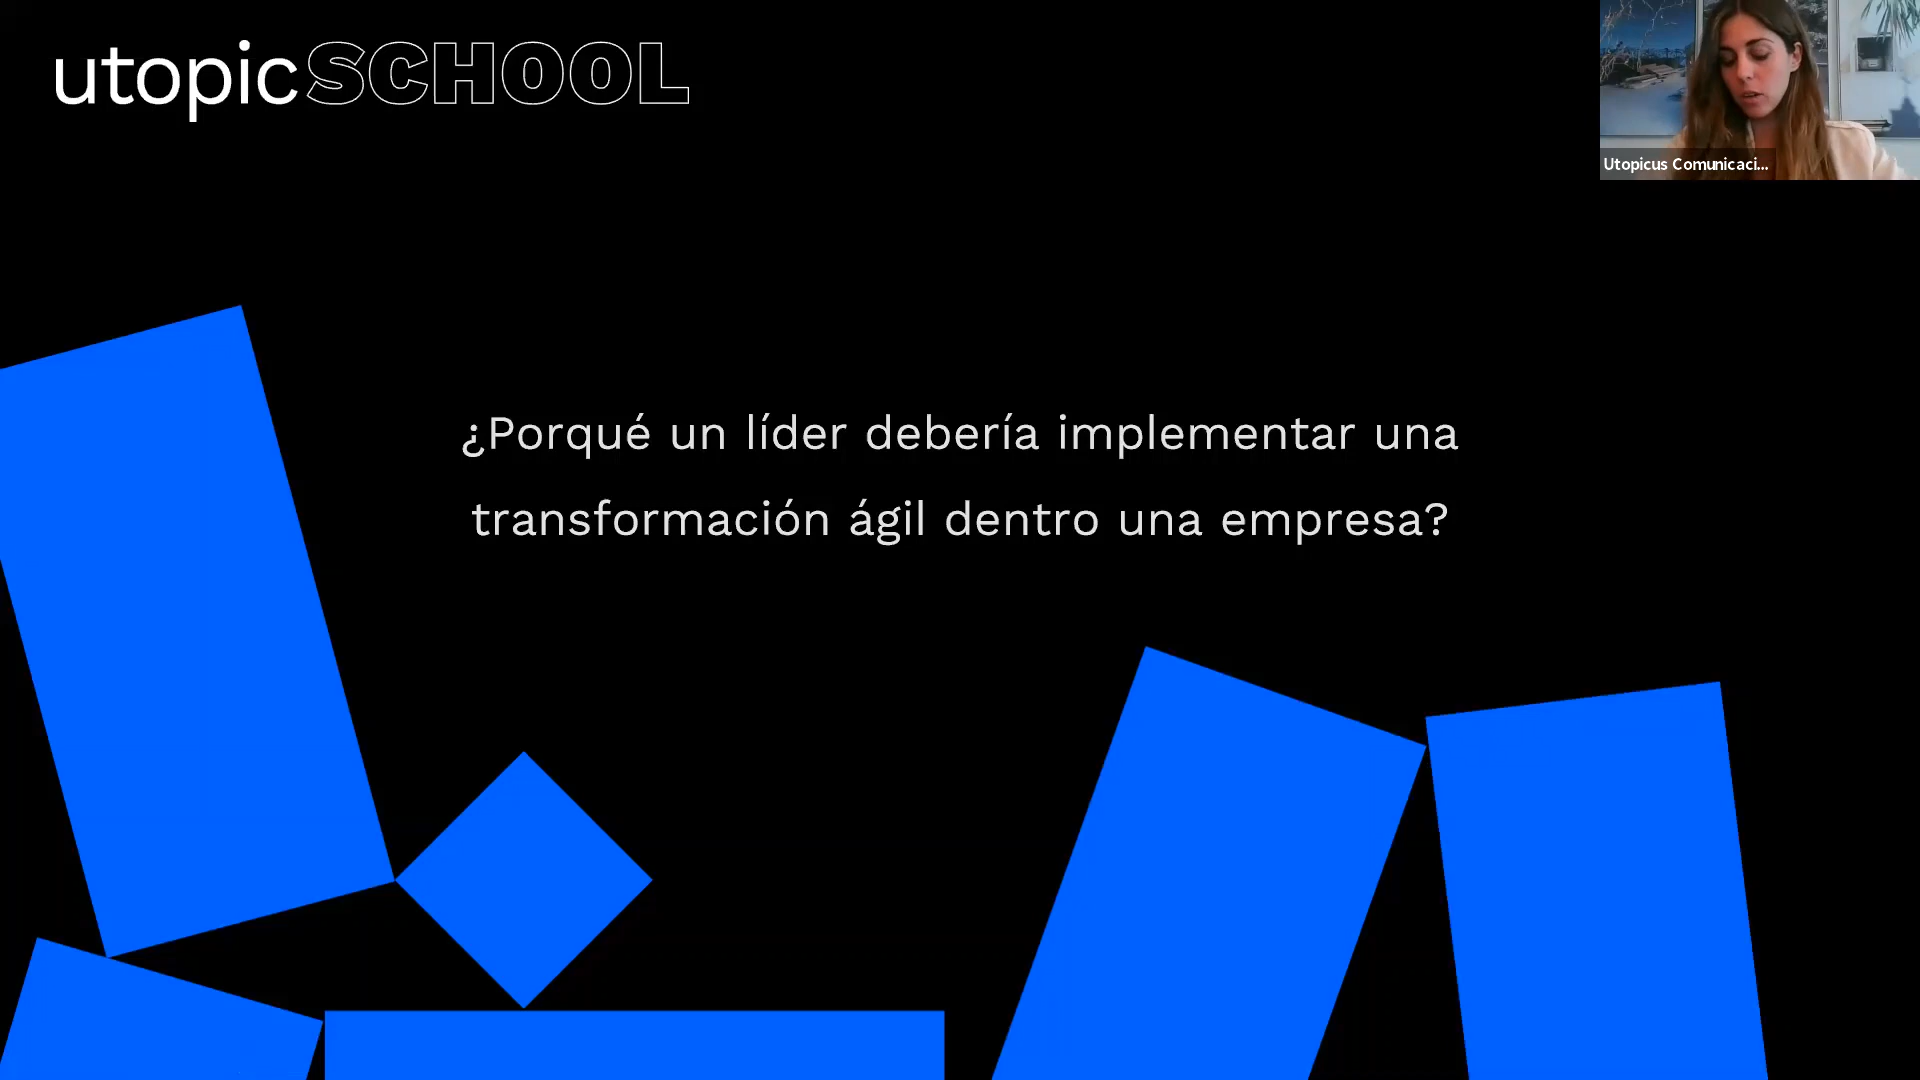 utopicSCHOOL
Utopicus Comunicaci...
¿Porqué un líder debería implementar una
transformación ágil dentro una empresa?